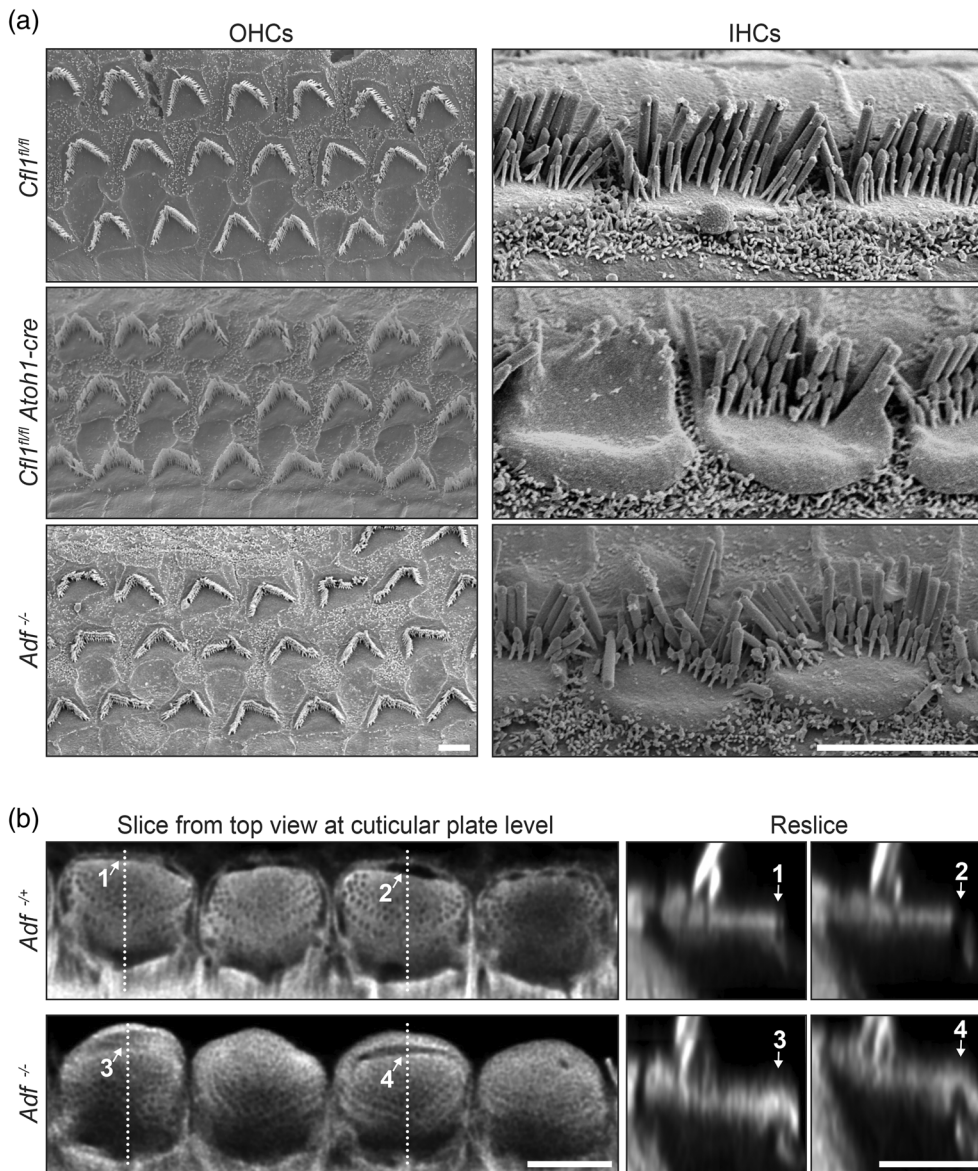 (a)
OHCs
IHCs
Cfl1fl/fl
Cfl1fl/fl Atoh1-cre
Adf -/-
(b)
Slice from top view at cuticular plate level
Reslice
Adf -/+
1
2
1
2
Adf -/-
3
4
3
4